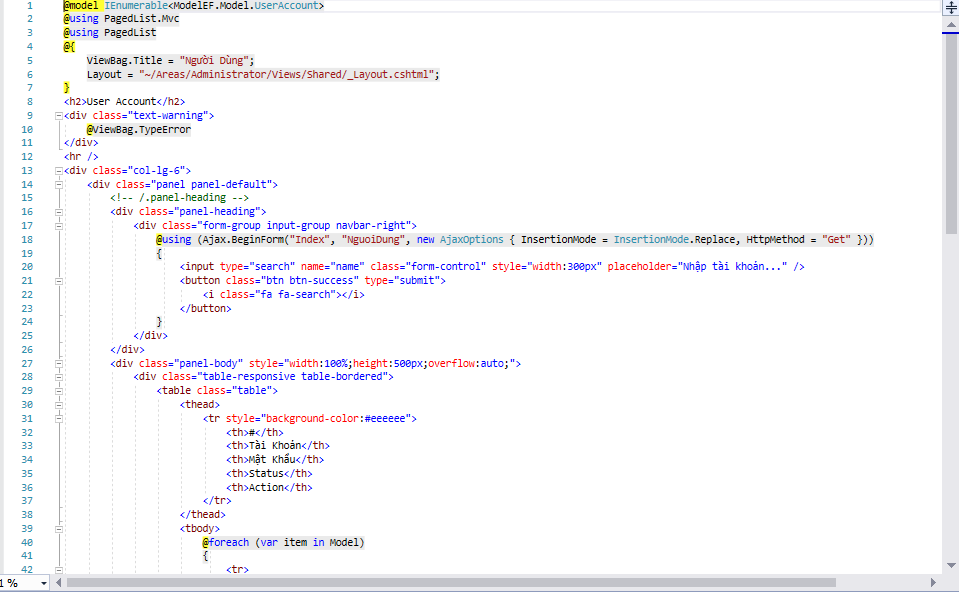 1 @model IEnumerable<ModelEF.Model.UserAccount>
2 @using PagedList.Mvc
3 @using PagedList
4 @{
5 ViewBag.Title = "Người Dùng";
6 Layout = "~/Areas/Administrator/Views/Shared/_Layout.cshtml";
7 }
8 <h2>User Account</h2>
9 <div class="text-warning">
10 @ViewBag.TypeError
11 </div>
12 <hr />
13 <div class="col-lg-6">
14 <div class="panel panel-default">
15 <!-- /.panel-heading -->
16 <div class="panel-heading">
17 <div class="form-group input-group navbar-right">
18 @using (Ajax.BeginForm("Index", "NguoiDung", new AjaxOptions { InsertionMode = InsertionMode.Replace, HttpMethod = "Get" }))
19 {
20 <input type="search" name="name" class="form-control" style="width:300px" placeholder="Nhập tài khoản..." />
21 <button class="btn btn-success" type="submit">
22 <i class="fa fa-search"></i>
23 </button>
24 }
25 </div>
26 </div>
27 <div class="panel-body" style="width:100%;height:500px;overflow:auto;">
28 <div class="table-responsive table-bordered">
29 <table class="table">
30 <thead>
31 <tr style="background-color:#eeeeee">
32 <th>#</th>
33 <th>Tài Khoản</th>
34 <th>Mật Khẩu</th>
35 <th>Status</th>
36 <th>Action</th>
37 </tr>
38 </thead>
39 <tbody>
40 @foreach (var item in Model)
41 {
42 <tr>
1 %